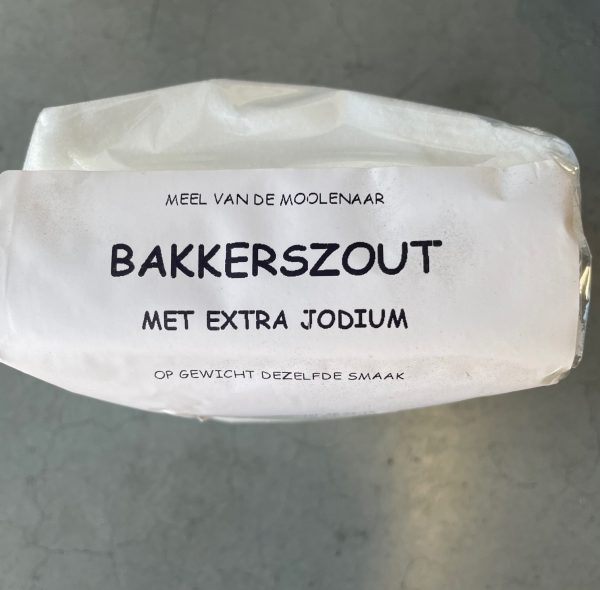 MEEL VAN DE MOOLENAAR
BAKKERSZOUT
MET EXTRA JODIUM
OP GEWICHT DEZELFDE SMAAK